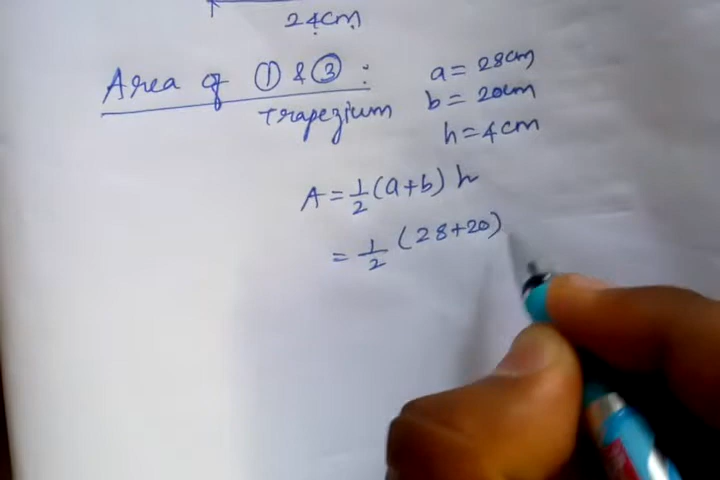 24cm
Area of ① & ③ :
Trapezium
a = 28cm
b = 20cm
h = 4cm
A = 1/2 (a+b) h
= 1/2 (28+20)